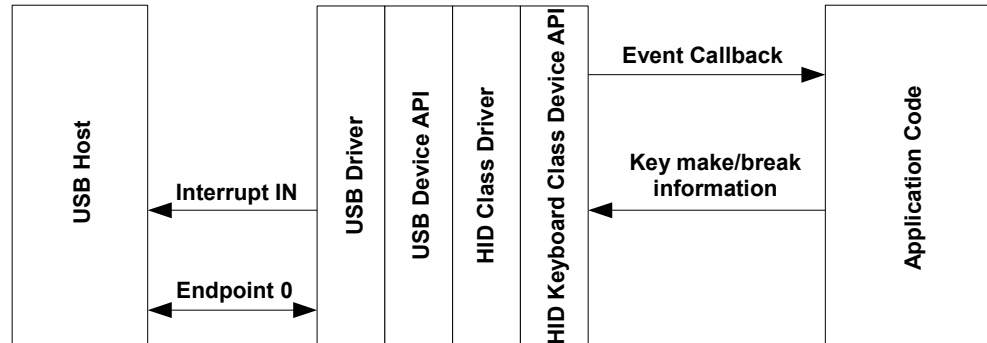 USB Host
Interrupt IN
Endpoint 0
USB Driver
USB Device API
HID Class Driver
HID Keyboard Class Device API
Event Callback
Key make/break
information
Application Code